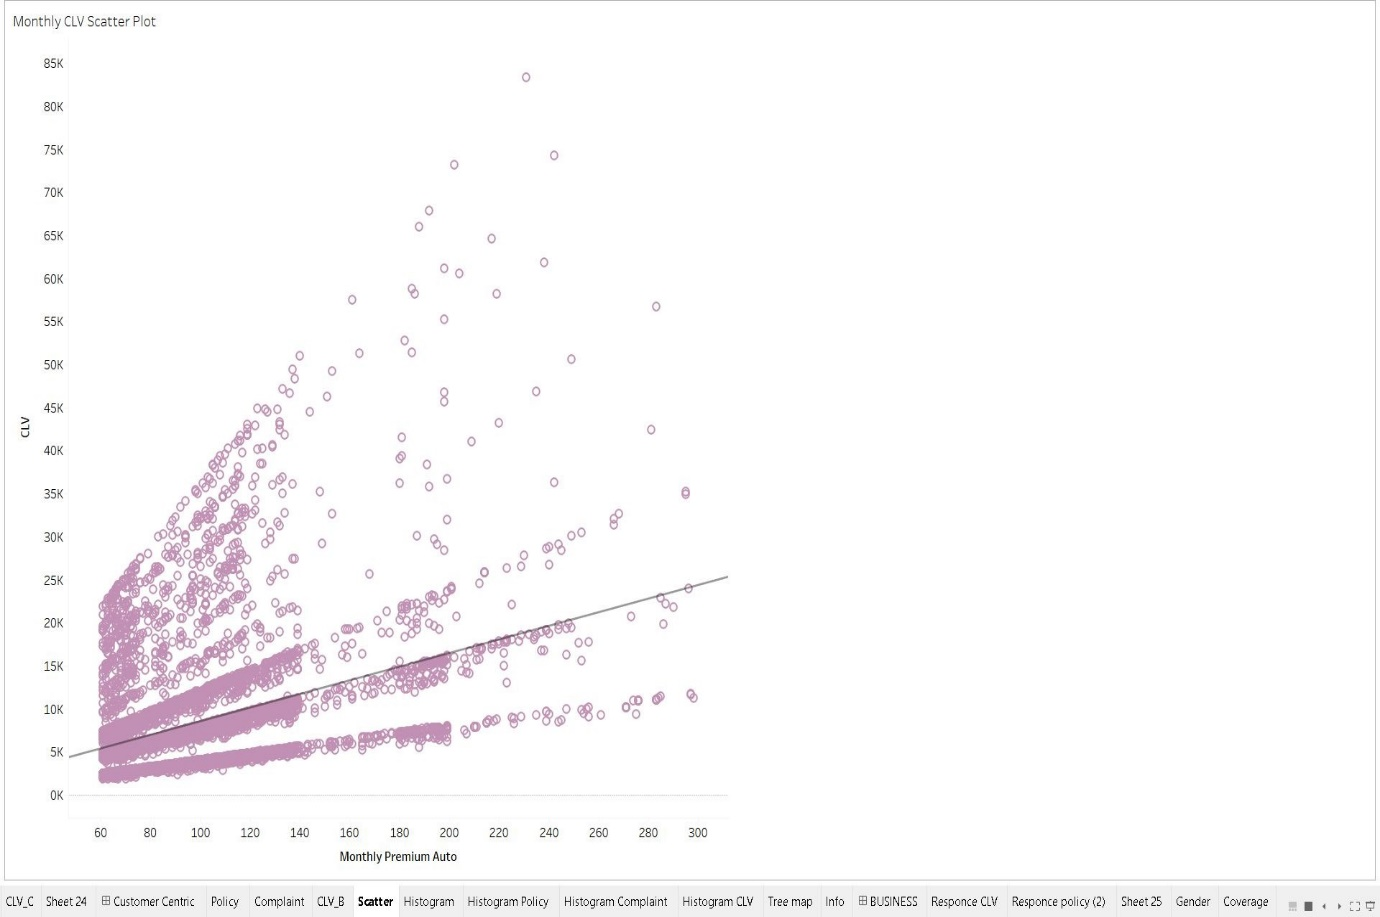 Monthly CLV Scatter Plot
85K
80K
75K
70K
65K
60K
55K
50K
45K
40K
35K
30K
25K
20K
15K
10K
5K
0K
CLV
60 80 100 120 140 160 180 200 220 240 260 280 300
Monthly Premium Auto
CLV_C Sheet 24 Customer Centric Policy Complaint CLV_B Scatter Histogram Histogram Policy Histogram Complaint Histogram CLV Tree map Info BUSINESS Responce CLV Responce policy (2) Sheet 25 Gender Coverage